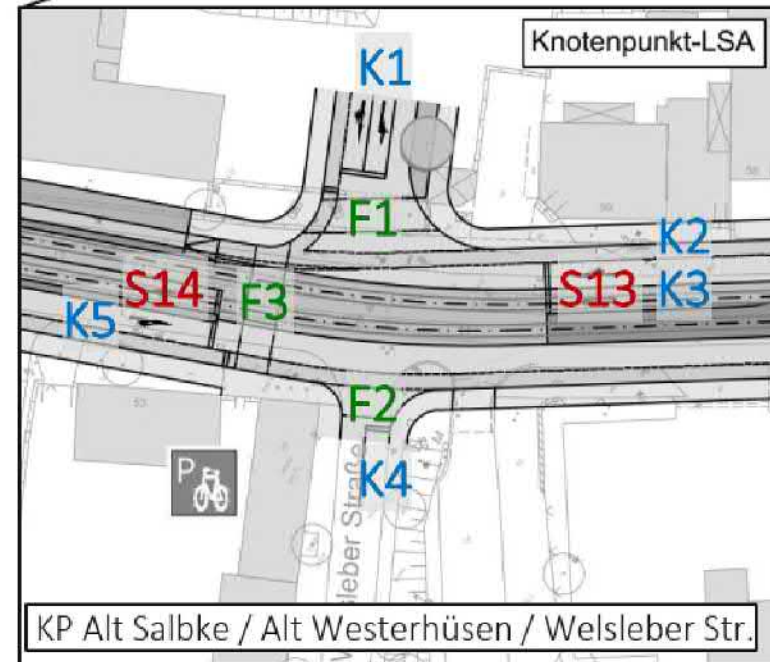 Knotenpunkt-LSA
K1
F1
K2
S14
F3
S13
K3
K5
F2
P
K4
sleber Straße
KP Alt Salbke / Alt Westerhüsen / Welsleber Str.